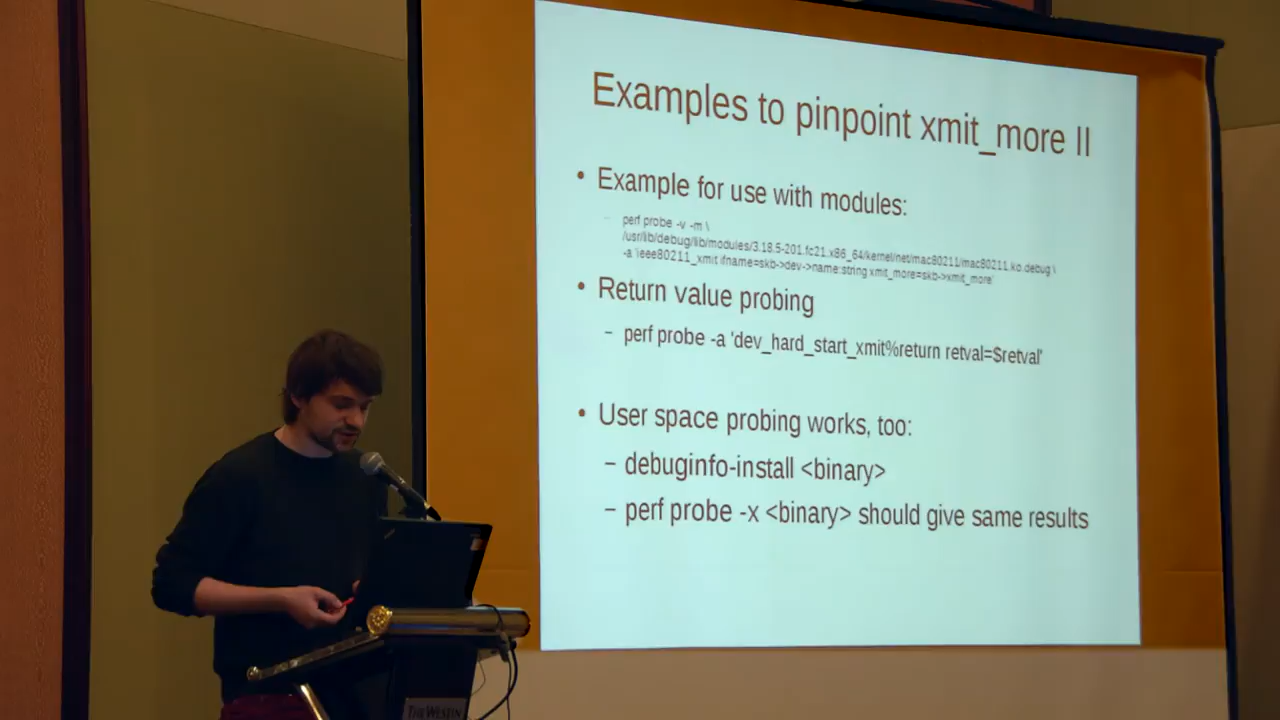 Examples to pinpoint xmit_more II
• Example for use with modules:
– perf probe -v -m \
/usr/lib/debug/lib/modules/3.18.5-201.fc21.x86_64/kernel/net/mac80211/mac80211.ko.debug \
-a 'ieee80211_xmit ifname=skb->dev->name:string xmit_more=skb->xmit_more'
• Return value probing
– perf probe -a 'dev_hard_start_xmit%return retval=$retval'
• User space probing works, too:
– debuginfo-install <binary>
– perf probe -x <binary> should give same results
THE WESTIN